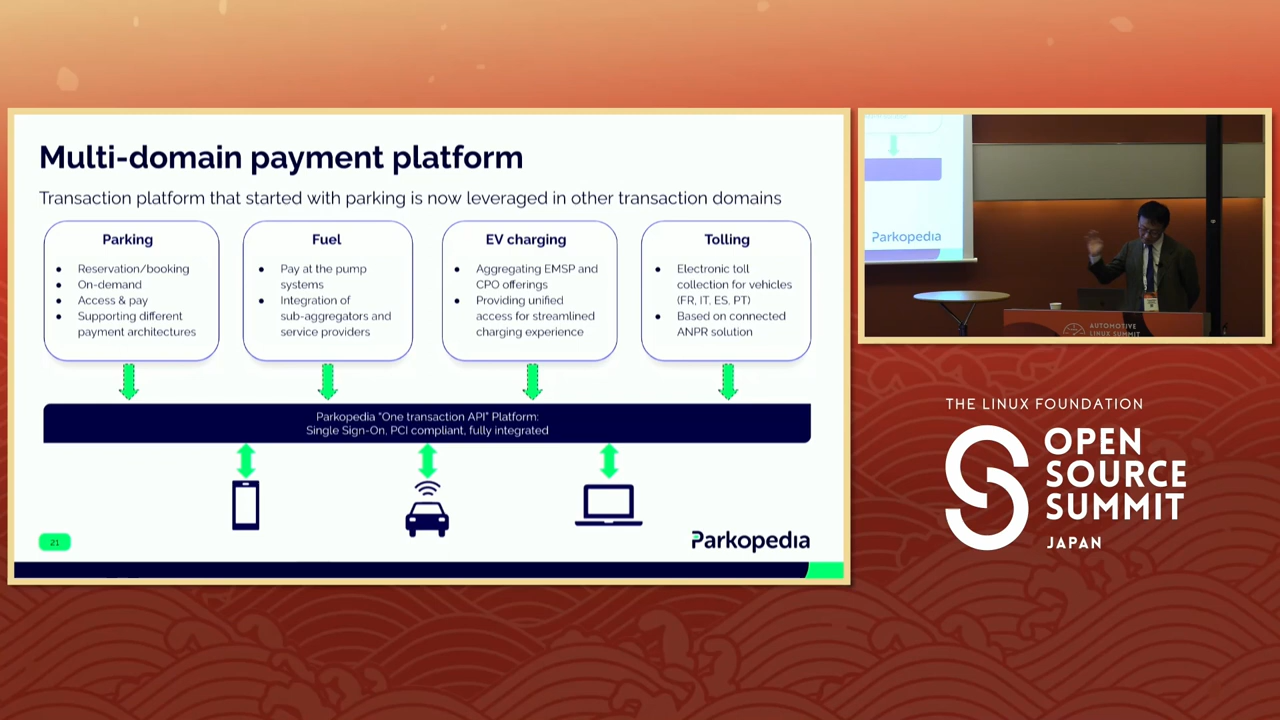 Multi-domain payment platform
Transaction platform that started with parking is now leveraged in other transaction domains
Parking
● Reservation/booking
● On-demand
● Access & pay
● Supporting different
payment architectures
Fuel
● Pay at the pump
systems
● Integration of
sub-aggregators and
service providers
EV charging
● Aggregating EMSP and
CPO offerings
● Providing unified
access for streamlined
charging experience
Tolling
● Electronic toll
collection for vehicles
(FR, IT, ES, PT)
● Based on connected
ANPR solution
Parkopedia "One transaction API" Platform:
Single Sign-On, PCI compliant, fully integrated
21
Parkopedia
Parkopedia
AUTOMOTIVE
LINUX SUMMIT
THE LINUX FOUNDATION
OPEN
SOURCE
SUMMIT
JAPAN